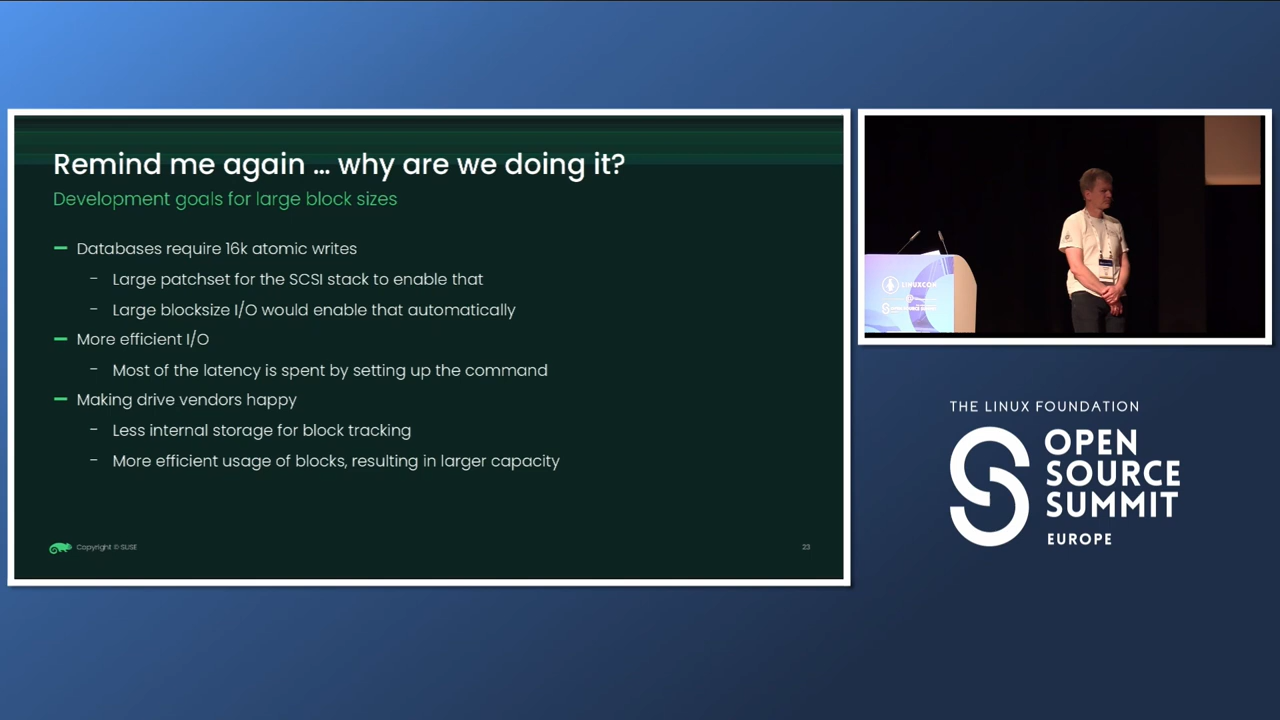 Remind me again ... why are we doing it?
Development goals for large block sizes
Databases require 16k atomic writes
- Large patchset for the SCSI stack to enable that
- Large blocksize I/O would enable that automatically
More efficient I/O
- Most of the latency is spent by setting up the command
Making drive vendors happy
- Less internal storage for block tracking
- More efficient usage of blocks, resulting in larger capacity
Copyright © SUSE
23
LINUXCON
THE LINUX FOUNDATION
OPEN
SOURCE
SUMMIT
EUROPE